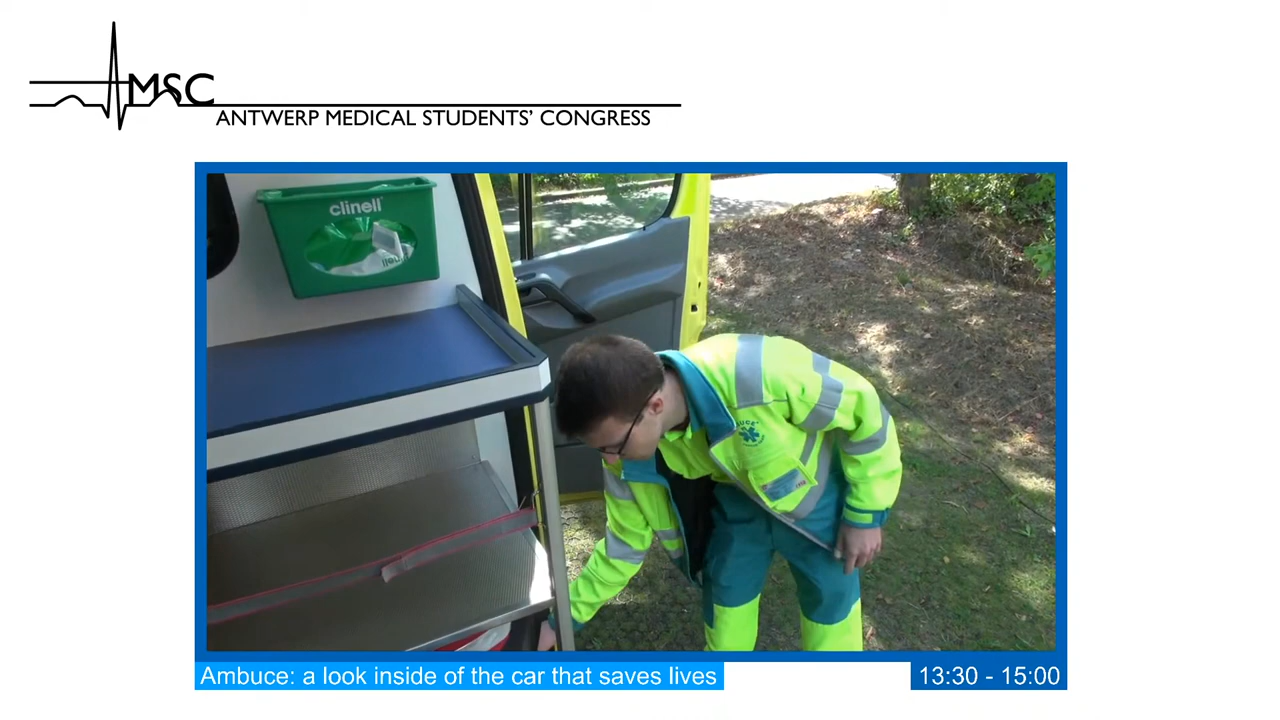 MSC
ANTWERP MEDICAL STUDENTS' CONGRESS
clinell
Ambuce: a look inside of the car that saves lives
13:30 - 15:00